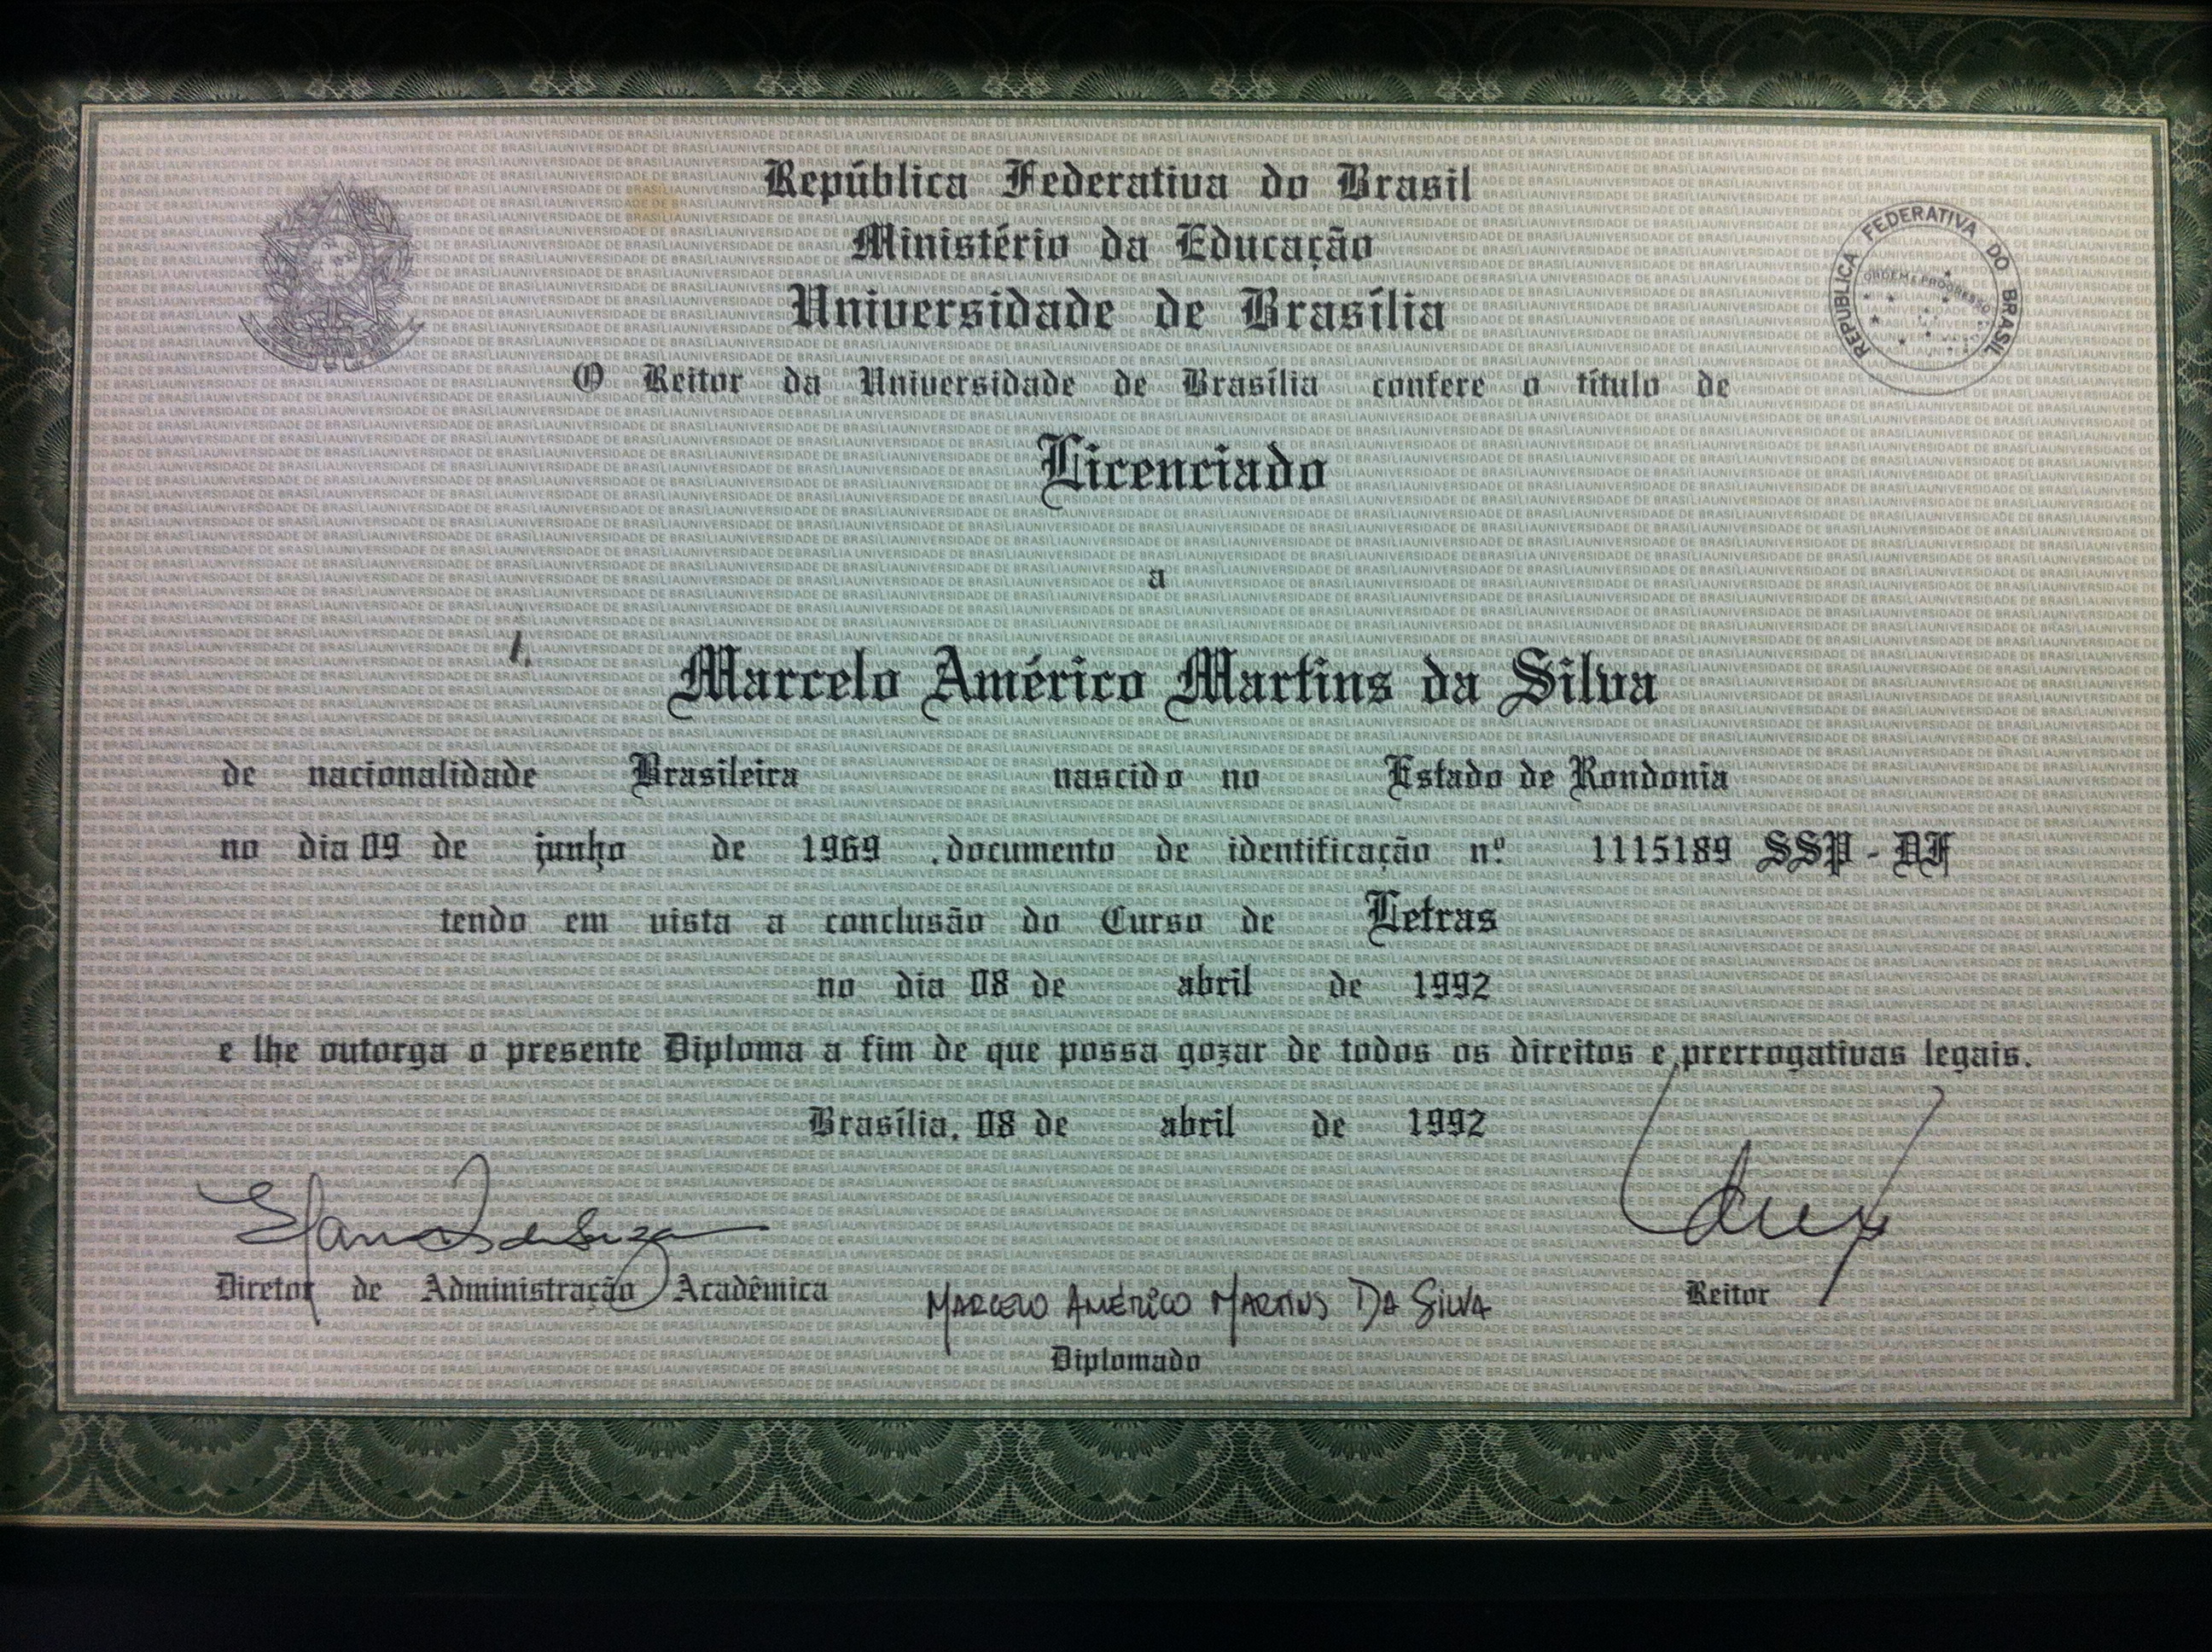 República Federativa do Brasil
Ministério da Educação
Universidade de Brasília
REPUBLICA FEDERATIVA DO BRASIL
ORDEM E PROGRESSO
O Reitor da Universidade de Brasília confere o título de
Licenciado
a
Marcelo Américo Martins da Silva
de nacionalidade Brasileira nascido no Estado de Rondonia
no dia 09 de junho de 1969 , documento de identificação nº 1115189 SSP - DF
tendo em vista a conclusão do Curso de Letras
no dia 08 de abril de 1992
e lhe outorga o presente Diploma a fim de que possa gozar de todos os direitos e prerrogativas legais.
Brasília, 08 de abril de 1992
Diretor de Administração Acadêmica
MARCELO AMÉRICO MARTINS DA SILVA
Diplomado
Reitor